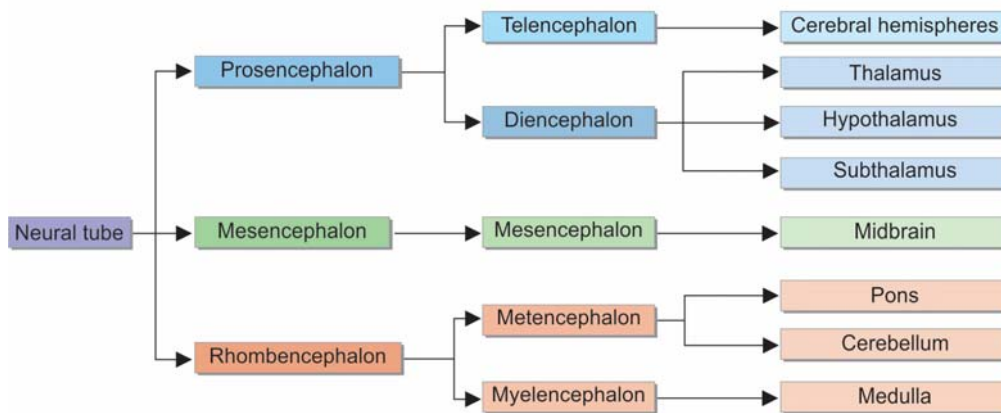 Telencephalon
Cerebral hemispheres
Prosencephalon
Thalamus
Diencephalon
Hypothalamus
Subthalamus
Neural tube
Mesencephalon
Mesencephalon
Midbrain
Metencephalon
Pons
Rhombencephalon
Cerebellum
Myelencephalon
Medulla